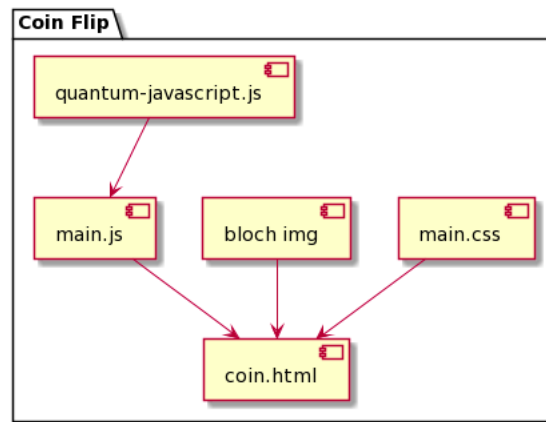 Coin Flip
quantum-javascript.js
main.js
bloch img
main.css
coin.html